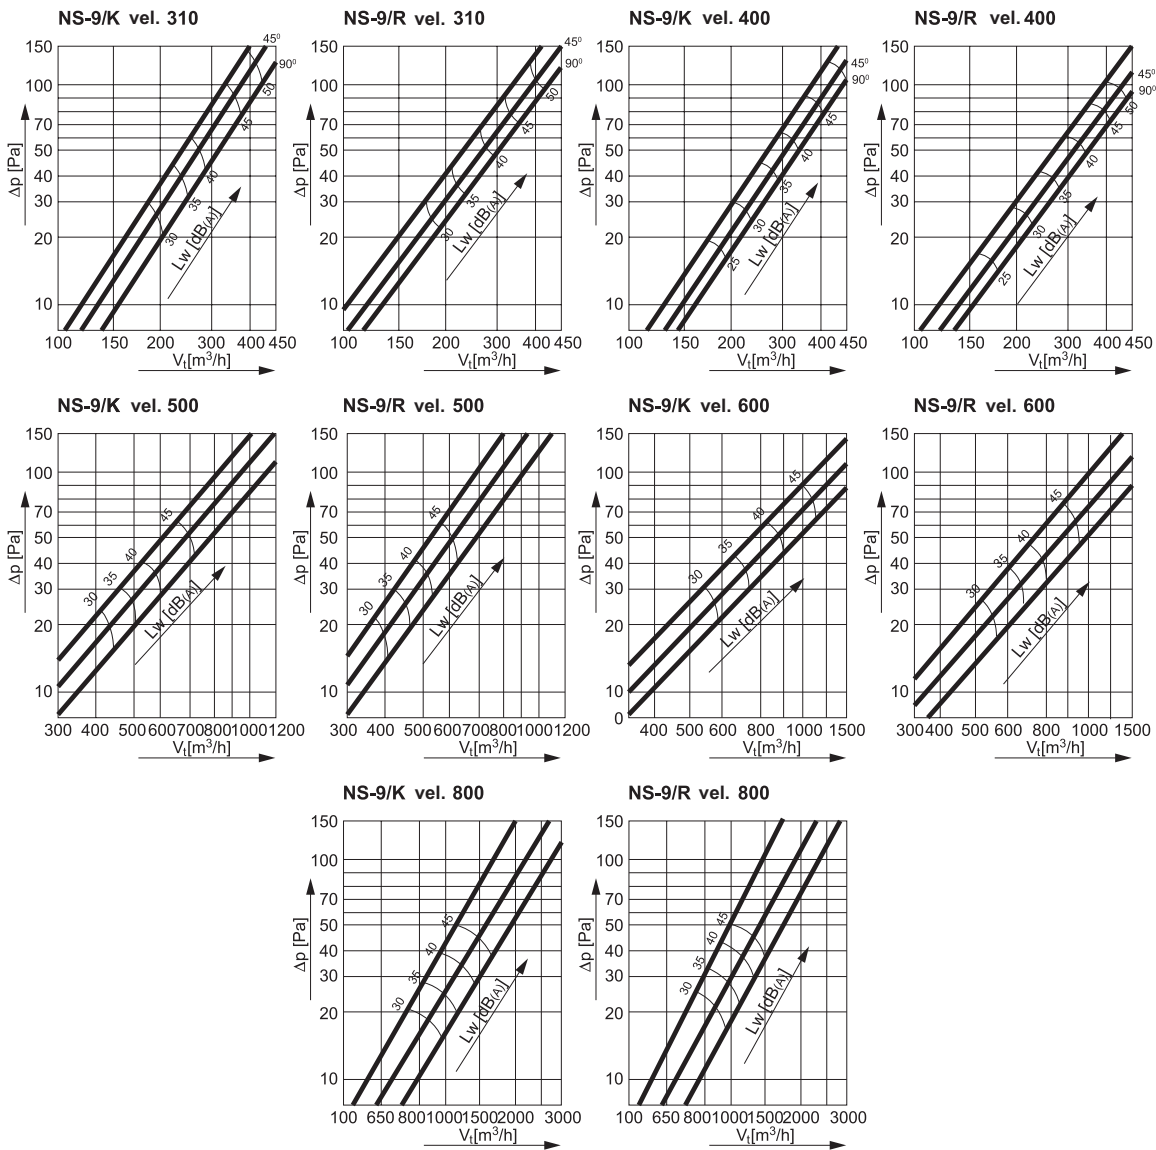 NS-9/K vel. 310
150
100
70
50
40
30
20
10
Δp [Pa]
45⁰
90⁰
50
45
40
35
30
Lw [dB(A)]
100 150 200 300 400 450
Vt[m³/h]
NS-9/R vel. 310
150
100
70
50
40
30
20
10
Δp [Pa]
45⁰
90⁰
50
45
40
35
30
Lw [dB(A)]
100 150 200 300 400 450
Vt[m³/h]
NS-9/K vel. 400
150
100
70
50
40
30
20
10
Δp [Pa]
45⁰
90⁰
45
40
35
30
25
Lw [dB(A)]
100 150 200 300 400 450
Vt[m³/h]
NS-9/R vel. 400
150
100
70
50
40
30
20
10
Δp [Pa]
45⁰
90⁰
50
45
40
35
30
25
Lw [dB(A)]
100 150 200 300 400 450
Vt[m³/h]
NS-9/K vel. 500
150
100
70
50
40
30
20
10
Δp [Pa]
45
40
35
30
Lw [dB(A)]
300 400 500 600 700 800 1000 1200
Vt[m³/h]
NS-9/R vel. 500
150
100
70
50
40
30
20
10
Δp [Pa]
45
40
35
30
Lw [dB(A)]
300 400 500 600 700 800 1000 1200
Vt[m³/h]
NS-9/K vel. 600
150
100
70
50
40
30
20
10
0
Δp [Pa]
45
40
35
30
Lw [dB(A)]
400 500 600 800 1000 1500
Vt[m³/h]
NS-9/R vel. 600
150
100
70
50
40
30
20
10
Δp [Pa]
45
40
35
30
Lw [dB(A)]
300 400 500 600 800 1000 1500
Vt[m³/h]
NS-9/K vel. 800
150
100
70
50
40
30
20
10
Δp [Pa]
45
40
35
30
Lw [dB(A)]
100 650 800 1000 1500 2000 3000
Vt[m³/h]
NS-9/R vel. 800
150
100
70
50
40
30
20
10
Δp [Pa]
45
40
35
30
Lw [dB(A)]
100 650 800 1000 1500 2000 3000
Vt[m³/h]